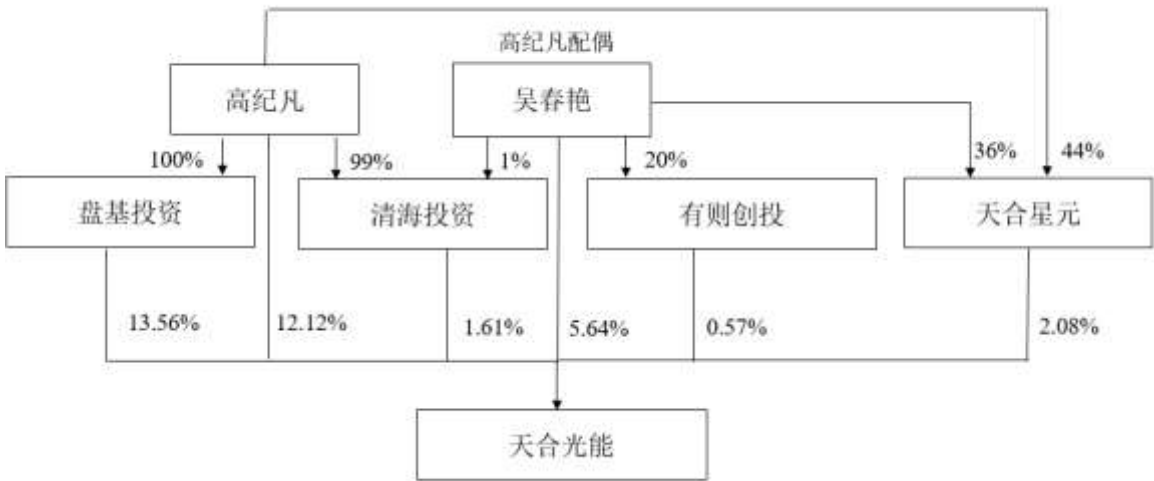 高纪凡配偶
高纪凡
吴春艳
100%
99%
1%
20%
36%
44%
盘基投资
清海投资
有则创投
天合星元
13.56%
12.12%
1.61%
5.64%
0.57%
2.08%
天合光能